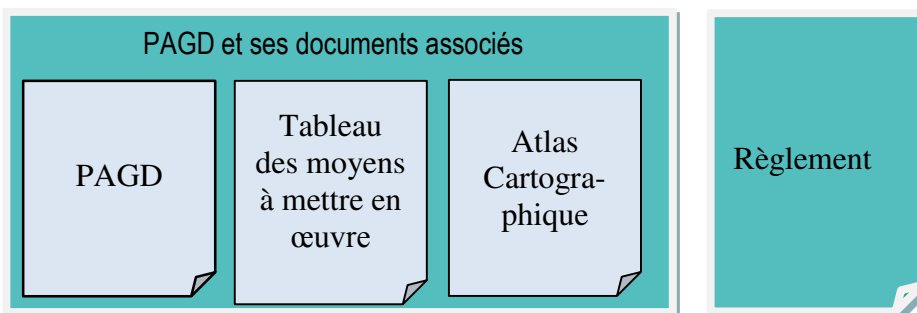 PAGD et ses documents associés
PAGD
Tableau
des moyens
à mettre en
œuvre
Atlas
Cartogra-
phique
Règlement